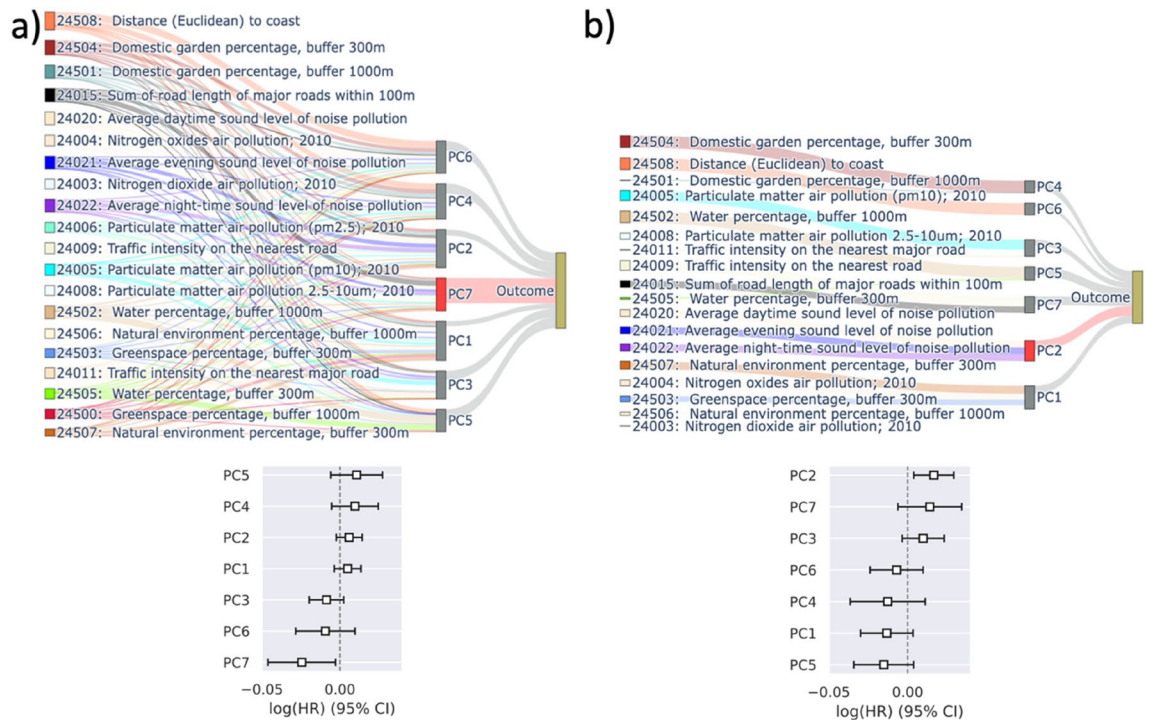 a)
24508: Distance (Euclidean) to coast
24504: Domestic garden percentage, buffer 300m
24501: Domestic garden percentage, buffer 1000m
24015: Sum of road length of major roads within 100m
24020: Average daytime sound level of noise pollution
24004: Nitrogen oxides air pollution; 2010
24021: Average evening sound level of noise pollution
24003: Nitrogen dioxide air pollution; 2010
24022: Average night-time sound level of noise pollution
24006: Particulate matter air pollution (pm2.5); 2010
24009: Traffic intensity on the nearest road
24005: Particulate matter air pollution (pm10); 2010
24008: Particulate matter air pollution 2.5-10um; 2010
24502: Water percentage, buffer 1000m
24506: Natural environment percentage, buffer 1000m
24503: Greenspace percentage, buffer 300m
24011: Traffic intensity on the nearest major road
24505: Water percentage, buffer 300m
24500: Greenspace percentage, buffer 1000m
24507: Natural environment percentage, buffer 300m
PC6
PC4
PC2
PC7
PC1
PC3
PC5
Outcome
PC5
PC4
PC2
PC1
PC3
PC6
PC7
−0.05
0.00
log(HR) (95% CI)
b)
24504: Domestic garden percentage, buffer 300m
24508: Distance (Euclidean) to coast
24501: Domestic garden percentage, buffer 1000m
24005: Particulate matter air pollution (pm10); 2010
24502: Water percentage, buffer 1000m
24008: Particulate matter air pollution 2.5-10um; 2010
24011: Traffic intensity on the nearest major road
24009: Traffic intensity on the nearest road
24015: Sum of road length of major roads within 100m
24505: Water percentage, buffer 300m
24020: Average daytime sound level of noise pollution
24021: Average evening sound level of noise pollution
24022: Average night-time sound level of noise pollution
24507: Natural environment percentage, buffer 300m
24004: Nitrogen oxides air pollution; 2010
24503: Greenspace percentage, buffer 300m
24506: Natural environment percentage, buffer 1000m
24003: Nitrogen dioxide air pollution; 2010
PC4
PC6
PC3
PC5
PC7
PC2
PC1
Outcome
PC2
PC7
PC3
PC6
PC4
PC1
PC5
−0.05
0.00
log(HR) (95% CI)